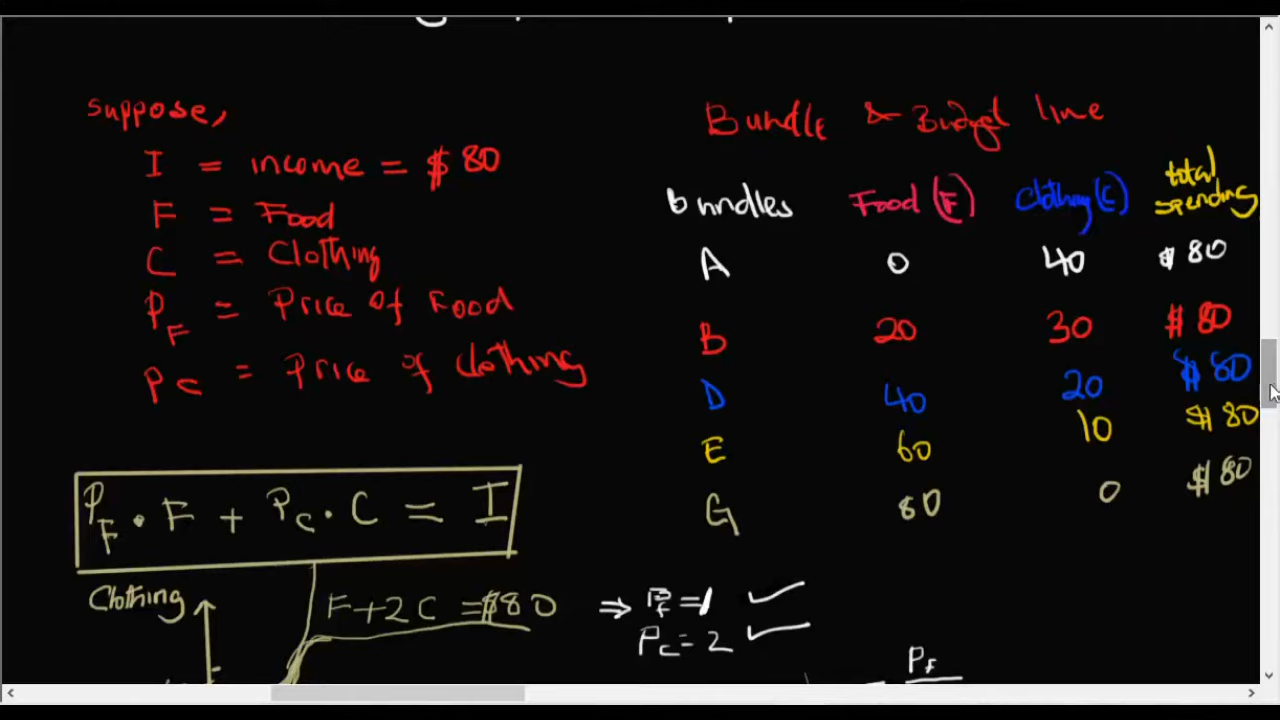 suppose,
I = income = $80
F = Food
C = Clothing
PF = Price of Food
PC = Price of clothing
PF • F + PC • C = I
Clothing
F+2C = $80
⇒ PF = 1 ✓
PC = 2 ✓
PF
Bundle & Budget line
bundles Food (F) Clothing (C) total spending
A 0 40 $80
B 20 30 $80
D 40 20 $80
E 60 10 $80
G 80 0 $80